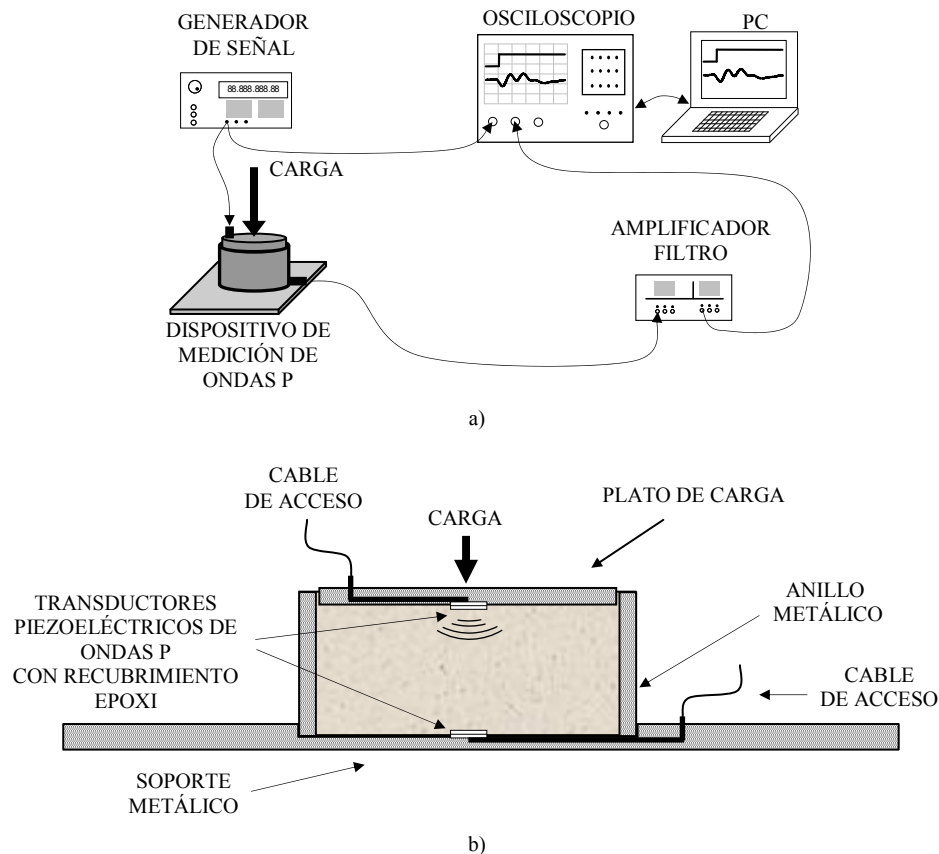 GENERADOR
DE SEÑAL
OSCILOSCOPIO
PC
88.888.888.88
CARGA
AMPLIFICADOR
FILTRO
DISPOSITIVO DE
MEDICIÓN DE
ONDAS P
a)
CABLE
DE ACCESO
PLATO DE CARGA
CARGA
TRANSDUCTORES
PIEZOELÉCTRICOS DE
ONDAS P
CON RECUBRIMIENTO
EPOXI
ANILLO
METÁLICO
CABLE
DE ACCESO
SOPORTE
METÁLICO
b)